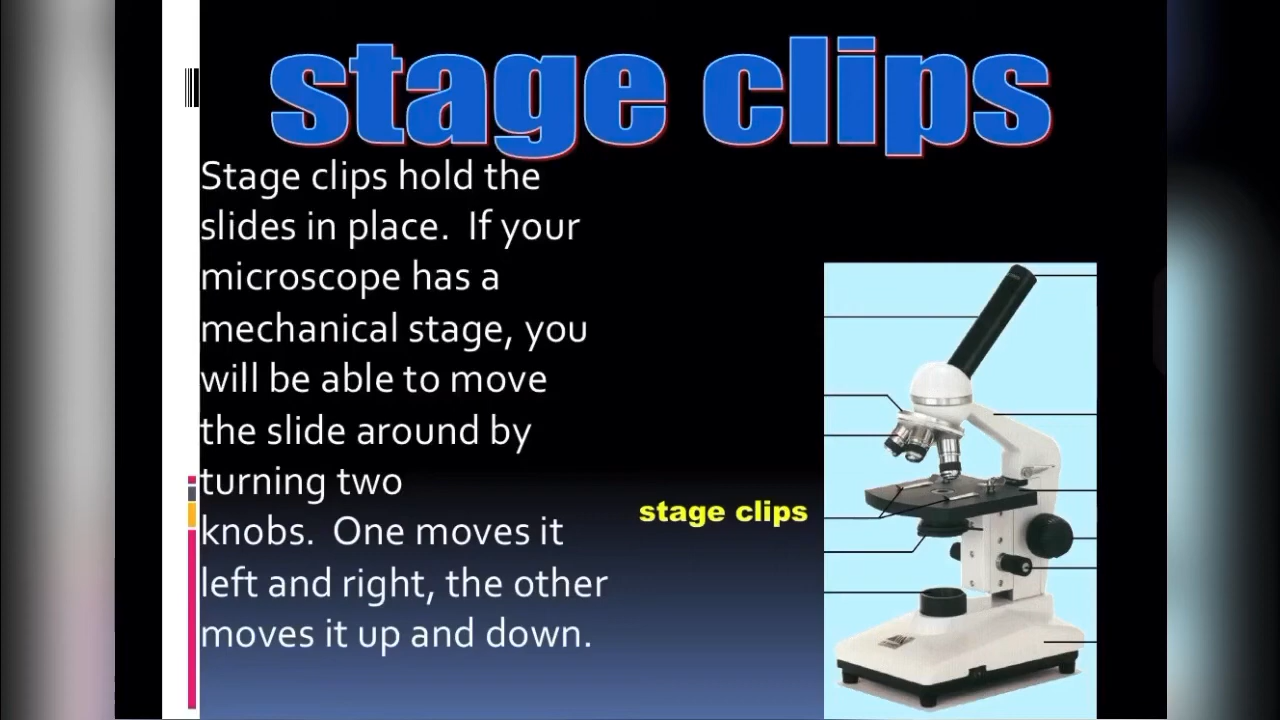 stage clips
Stage clips hold the
slides in place.  If your
microscope has a
mechanical stage, you
will be able to move
the slide around by
turning two
knobs.  One moves it
left and right, the other
moves it up and down.
stage clips